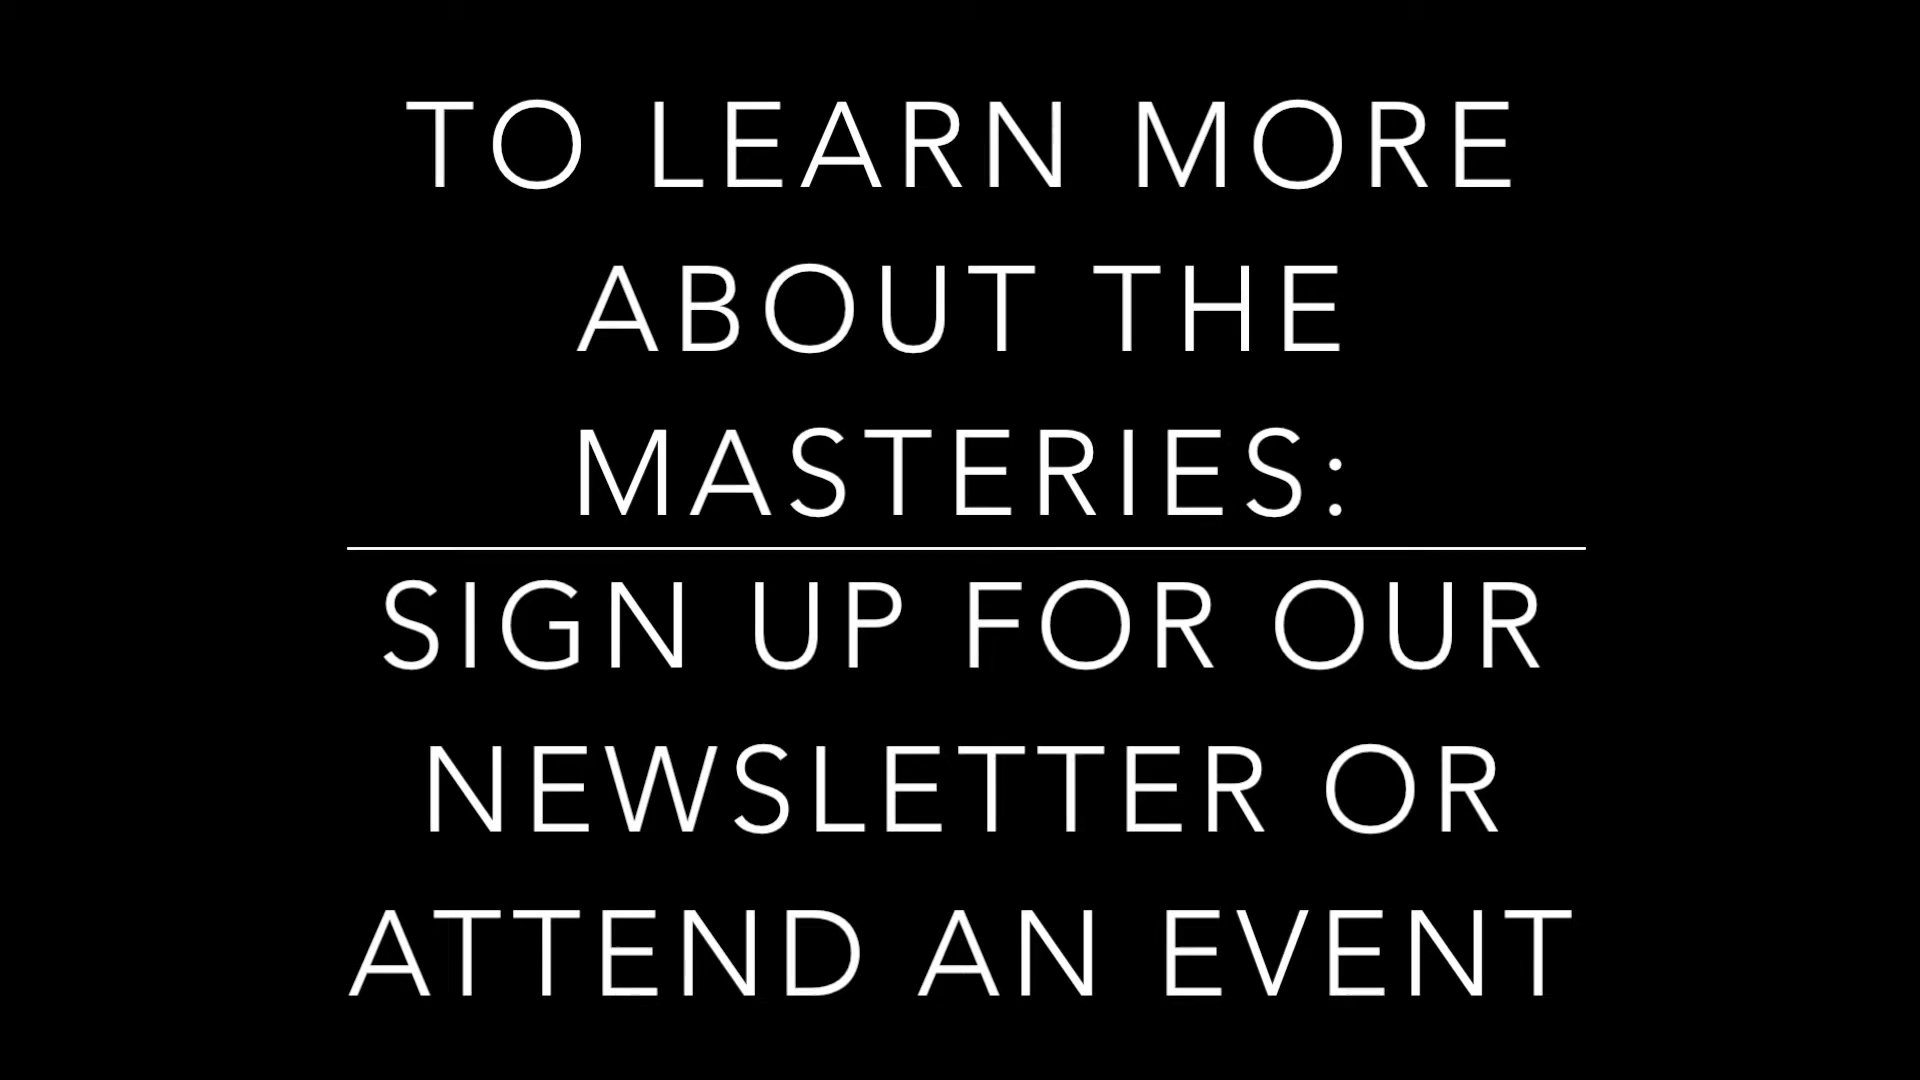 TO LEARN MORE
ABOUT THE
MASTERIES:
SIGN UP FOR OUR
NEWSLETTER OR
ATTEND AN EVENT